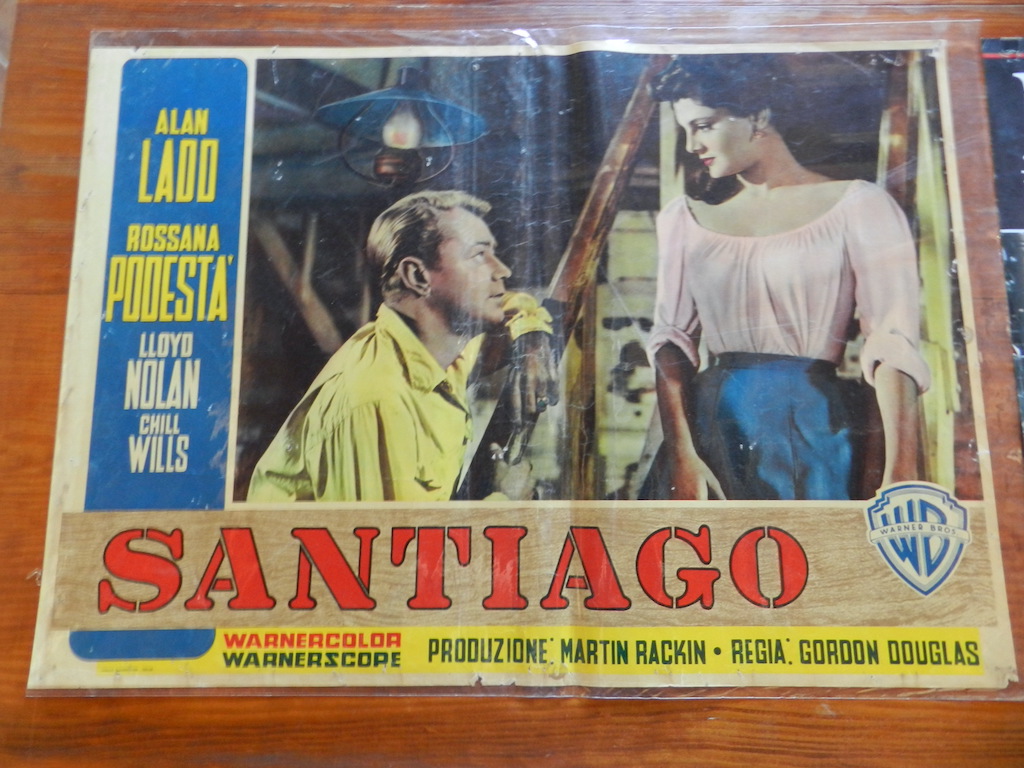 ALAN
LADD
ROSSANA
PODESTA'
LLOYD
NOLAN
CHILL
WILLS
SANTIAGO
WARNER BROS
WB
WARNERCOLOR
WARNERSCOPE
PRODUZIONE: MARTIN RACKIN • REGIA: GORDON DOUGLAS